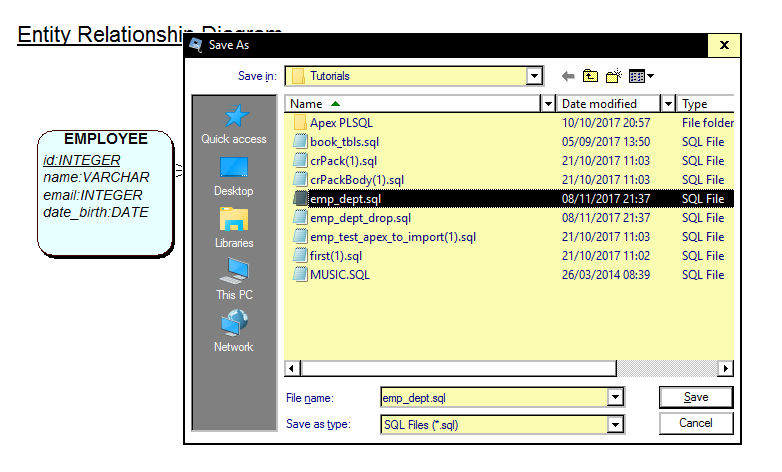 Entity Relationship Diagram
Save As
x
Save in:
Tutorials
EMPLOYEE
id:INTEGER
name:VARCHAR
email:INTEGER
date_birth:DATE
Quick access
Desktop
Libraries
This PC
Network
Name Date modified Type
Apex PLSQL 10/10/2017 20:57 File folder
book_tbls.sql 05/09/2017 13:50 SQL File
crPack(1).sql 21/10/2017 11:03 SQL File
crPackBody(1).sql 21/10/2017 11:03 SQL File
emp_dept.sql 08/11/2017 21:37 SQL File
emp_dept_drop.sql 08/11/2017 21:37 SQL File
emp_test_apex_to_import(1).sql 21/10/2017 11:03 SQL File
first(1).sql 21/10/2017 11:02 SQL File
MUSIC.SQL 26/03/2014 08:39 SQL File
File name: emp_dept.sql Save
Save as type: SQL Files (*.sql) Cancel